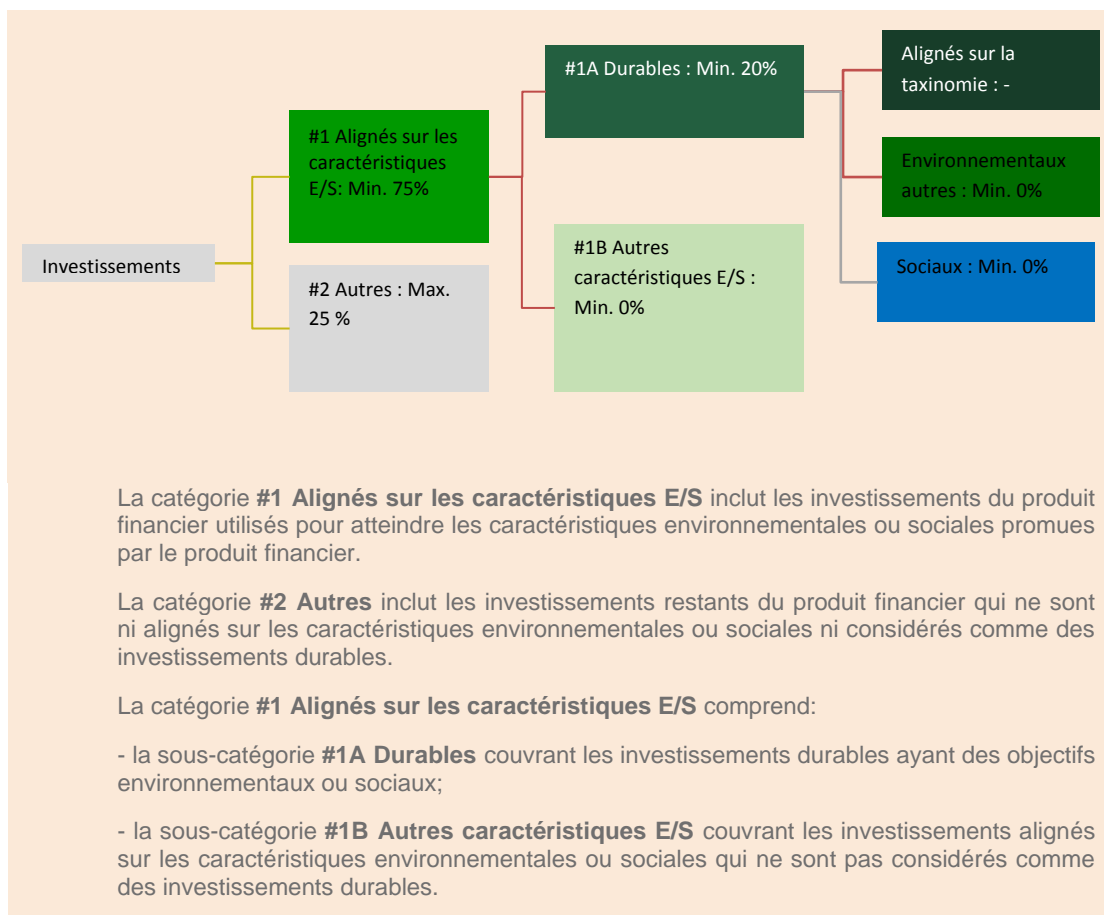 Investissements
#1 Alignés sur les
caractéristiques
E/S: Min. 75%
#2 Autres : Max.
25 %
#1A Durables : Min. 20%
#1B Autres
caractéristiques E/S :
Min. 0%
Alignés sur la
taxinomie : -
Environnementaux
autres : Min. 0%
Sociaux : Min. 0%
La catégorie #1 Alignés sur les caractéristiques E/S inclut les investissements du produit
financier utilisés pour atteindre les caractéristiques environnementales ou sociales promues
par le produit financier.
La catégorie #2 Autres inclut les investissements restants du produit financier qui ne sont
ni alignés sur les caractéristiques environnementales ou sociales ni considérés comme des
investissements durables.
La catégorie #1 Alignés sur les caractéristiques E/S comprend:
- la sous-catégorie #1A Durables couvrant les investissements durables ayant des objectifs
environnementaux ou sociaux;
- la sous-catégorie #1B Autres caractéristiques E/S couvrant les investissements alignés
sur les caractéristiques environnementales ou sociales qui ne sont pas considérés comme
des investissements durables.